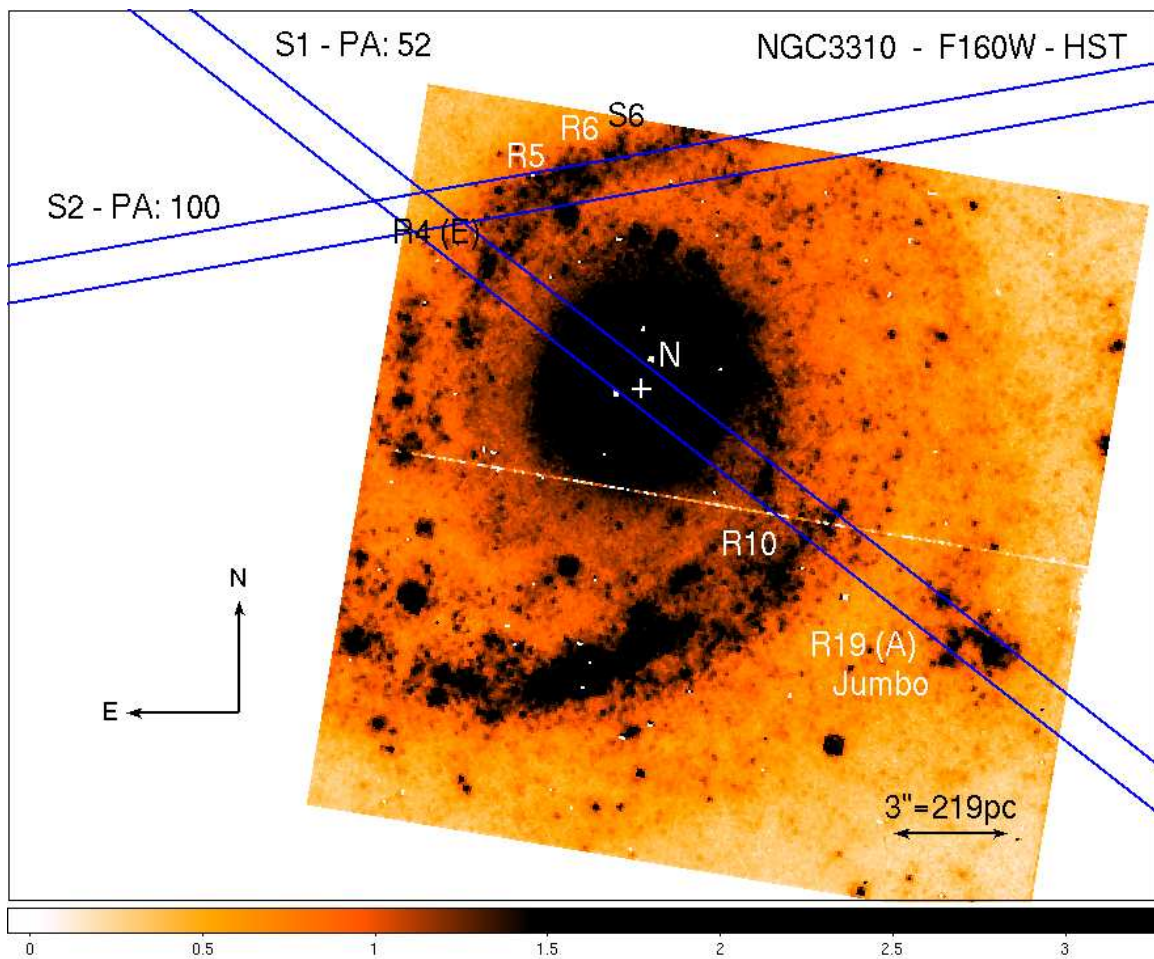 S1 - PA: 52
NGC3310 - F160W - HST
S6
R6
R5
S2 - PA: 100
R4 (E)
N
R10
N
R19 (A)
Jumbo
E
3"=219pc
0 0.5 1 1.5 2 2.5 3